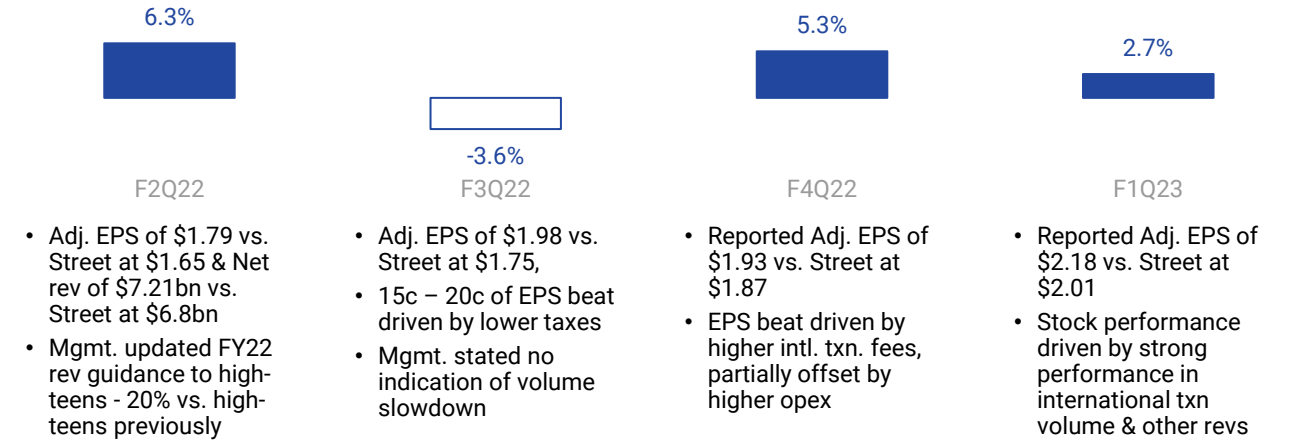 6.3%
5.3%
2.7%
-3.6%
F2Q22
F3Q22
F4Q22
F1Q23
• Adj. EPS of $1.79 vs.
Street at $1.65 & Net
rev of $7.21bn vs.
Street at $6.8bn
• Mgmt. updated FY22
rev guidance to high-
teens - 20% vs. high-
teens previously
• Adj. EPS of $1.98 vs.
Street at $1.75,
• 15c – 20c of EPS beat
driven by lower taxes
• Mgmt. stated no
indication of volume
slowdown
• Reported Adj. EPS of
$1.93 vs. Street at
$1.87
• EPS beat driven by
higher intl. txn. fees,
partially offset by
higher opex
• Reported Adj. EPS of
$2.18 vs. Street at
$2.01
• Stock performance
driven by strong
performance in
international txn
volume & other revs